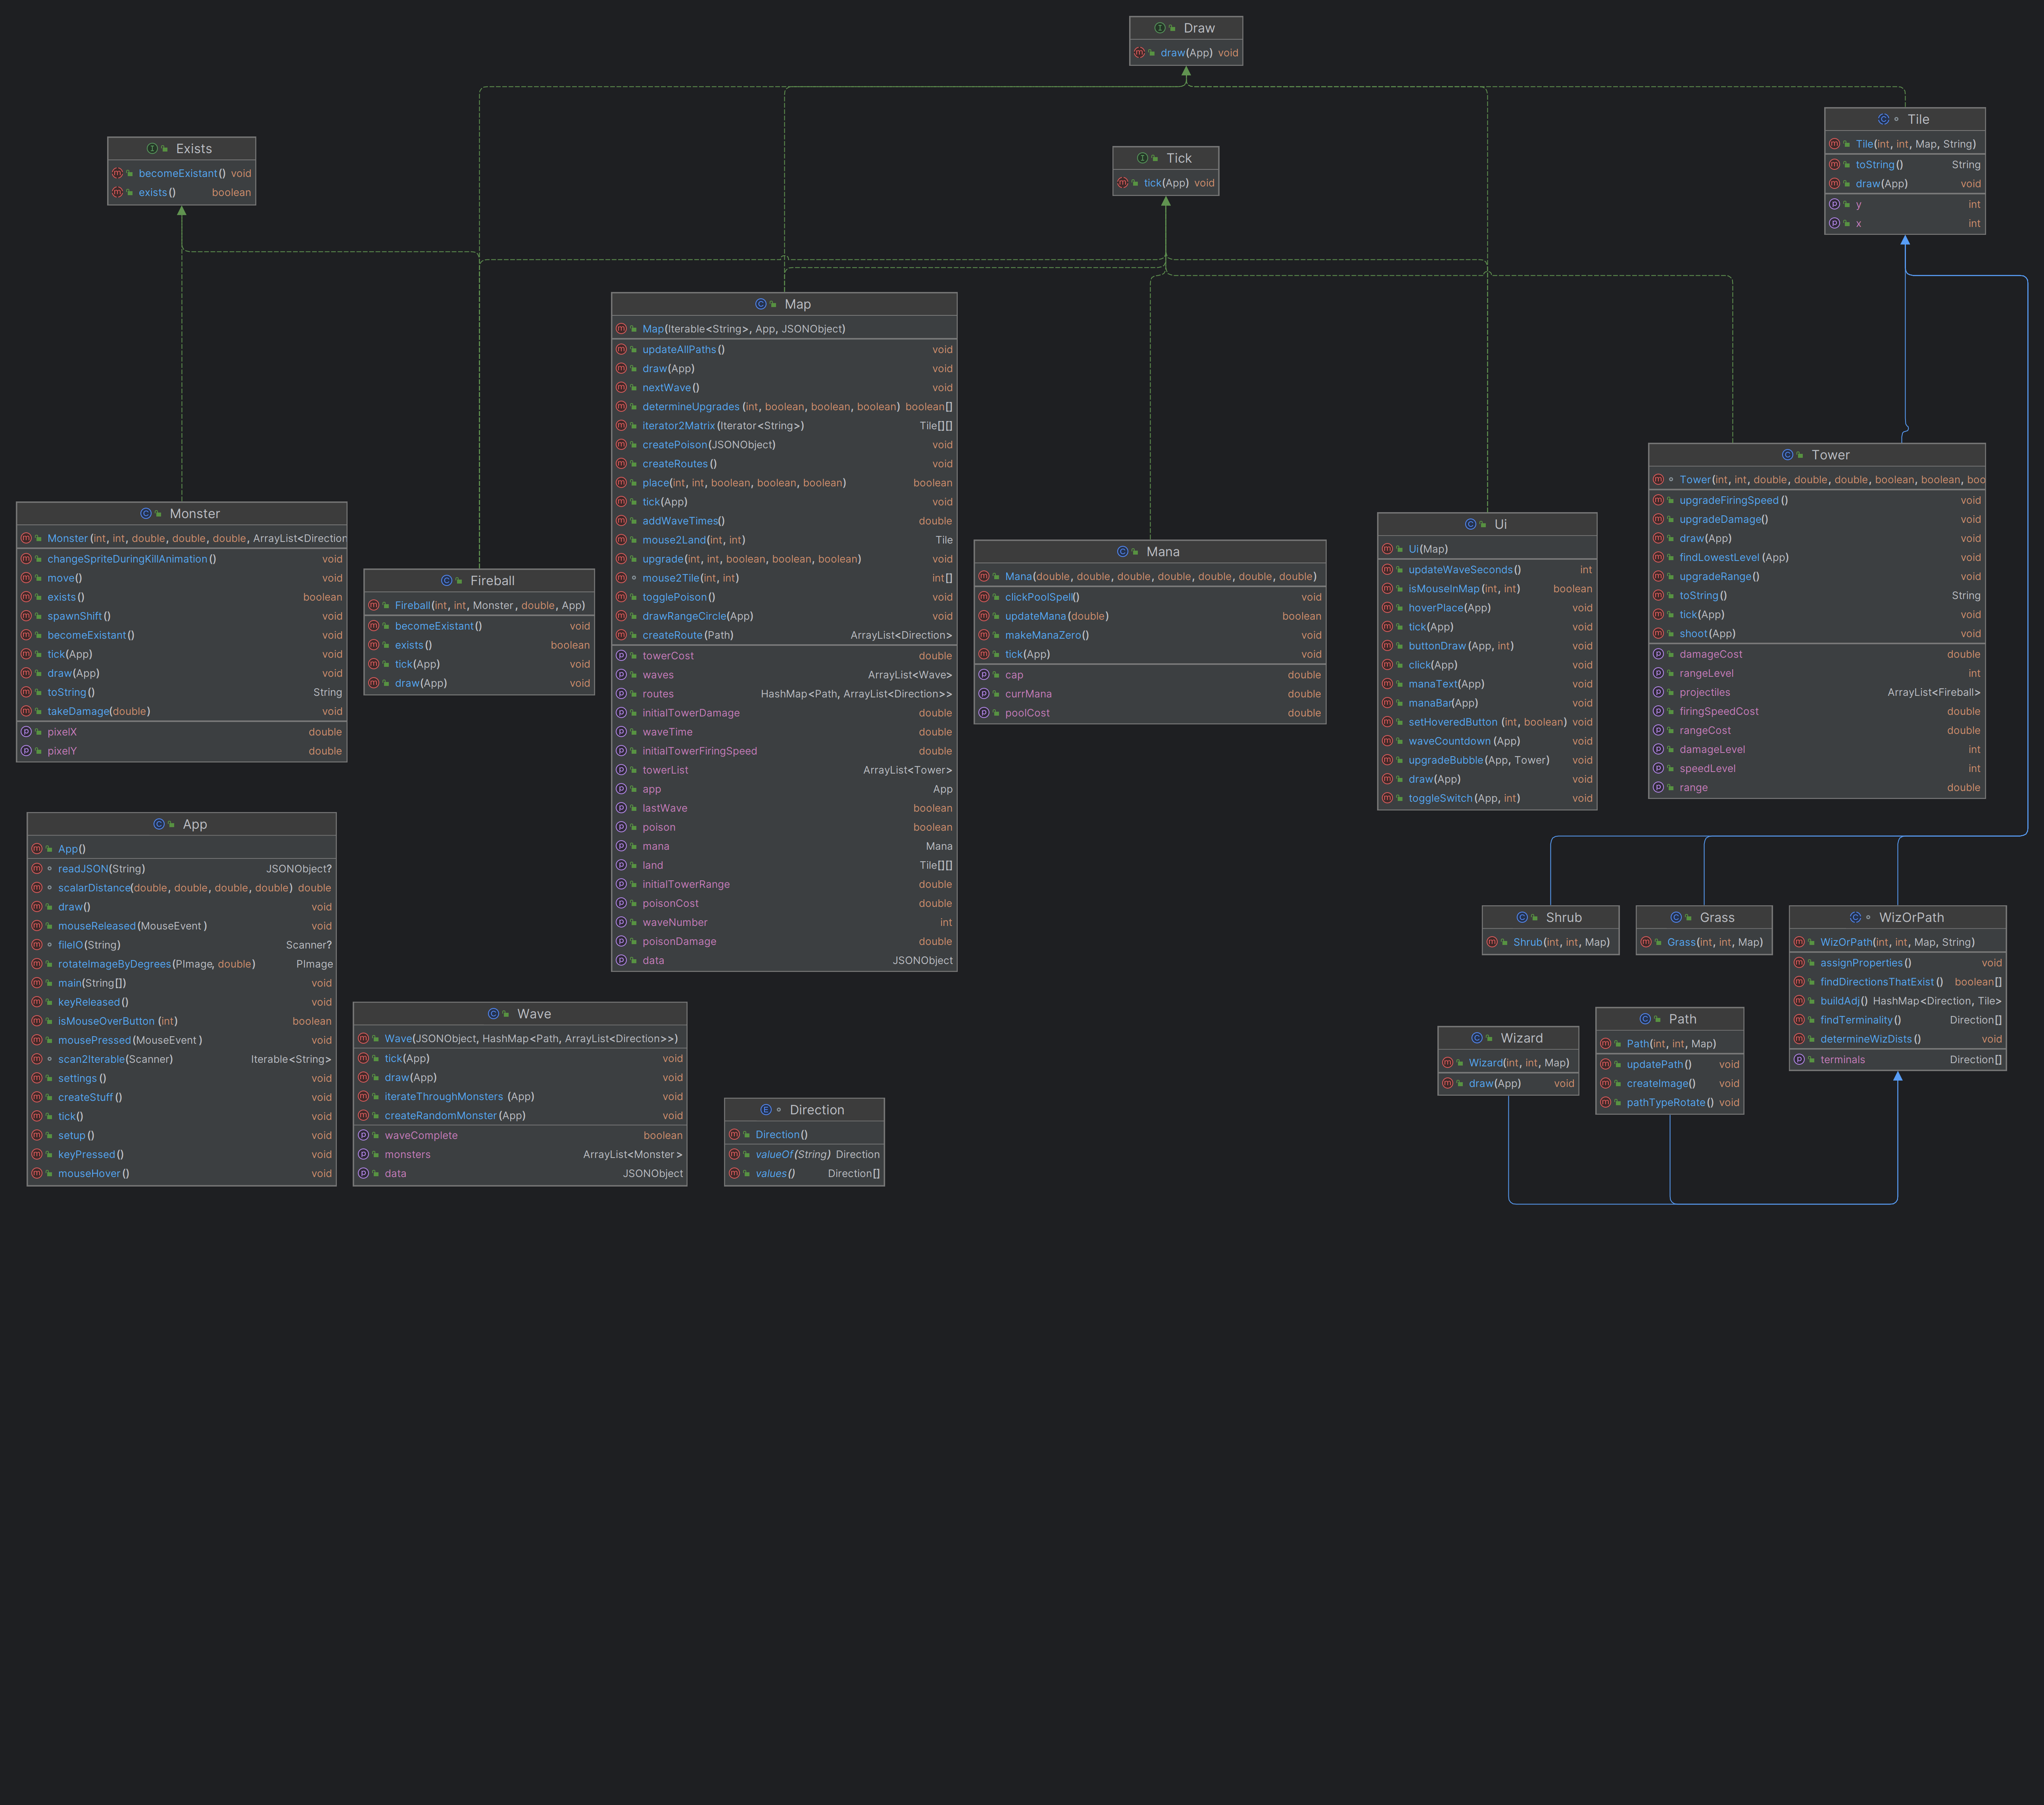 Draw
draw(App) void
Exists
becomeExistant() void
exists() boolean
Tick
tick(App) void
Tile
Tile(int, int, Map, String)
toString() String
draw(App) void
y int
x int
Map
Map(Iterable<String>, App, JSONObject)
updateAllPaths() void
draw(App) void
nextWave() void
determineUpgrades(int, boolean, boolean, boolean) boolean[]
iterator2Matrix(Iterator<String>) Tile[][]
createPoison(JSONObject) void
createRoutes() void
place(int, int, boolean, boolean, boolean) boolean
tick(App) void
addWaveTimes() double
mouse2Land(int, int) Tile
upgrade(int, int, boolean, boolean, boolean) void
mouse2Tile(int, int) int[]
togglePoison() void
drawRangeCircle(App) void
createRoute(Path) ArrayList<Direction>
towerCost double
waves ArrayList<Wave>
routes HashMap<Path, ArrayList<Direction>>
initialTowerDamage double
waveTime double
initialTowerFiringSpeed double
towerList ArrayList<Tower>
app App
lastWave boolean
poison boolean
mana Mana
land Tile[][]
initialTowerRange double
poisonCost double
waveNumber int
poisonDamage double
data JSONObject
Tower
Tower(int, int, double, double, double, boolean, boolean, boo
upgradeFiringSpeed() void
upgradeDamage() void
draw(App) void
findLowestLevel(App) void
upgradeRange() void
toString() String
tick(App) void
shoot(App) void
damageCost double
rangeLevel int
projectiles ArrayList<Fireball>
firingSpeedCost double
rangeCost double
damageLevel int
speedLevel int
range double
Monster
Monster(int, int, double, double, double, ArrayList<Direction
changeSpriteDuringKillAnimation() void
move() void
exists() boolean
spawnShift() void
becomeExistant() void
tick(App) void
draw(App) void
toString() String
takeDamage(double) void
pixelX double
pixelY double
Fireball
Fireball(int, int, Monster, double, App)
becomeExistant() void
exists() boolean
tick(App) void
draw(App) void
Mana
Mana(double, double, double, double, double, double, double)
clickPoolSpell() void
updateMana(double) boolean
makeManaZero() void
tick(App) void
cap double
currMana double
poolCost double
Ui
Ui(Map)
updateWaveSeconds() int
isMouseInMap(int, int) boolean
hoverPlace(App) void
tick(App) void
buttonDraw(App, int) void
click(App) void
manaText(App) void
manaBar(App) void
setHoveredButton(int, boolean) void
waveCountdown(App) void
upgradeBubble(App, Tower) void
draw(App) void
toggleSwitch(App, int) void
App
App()
readJSON(String) JSONObject?
scalarDistance(double, double, double, double) double
draw() void
mouseReleased(MouseEvent) void
fileIO(String) Scanner?
rotateImageByDegrees(PImage, double) PImage
main(String[]) void
keyReleased() void
isMouseOverButton(int) boolean
mousePressed(MouseEvent) void
scan2Iterable(Scanner) Iterable<String>
settings() void
createStuff() void
tick() void
setup() void
keyPressed() void
mouseHover() void
Shrub
Shrub(int, int, Map)
Grass
Grass(int, int, Map)
WizOrPath
WizOrPath(int, int, Map, String)
assignProperties() void
findDirectionsThatExist() boolean[]
buildAdj() HashMap<Direction, Tile>
findTerminality() Direction[]
determineWizDists() void
terminals Direction[]
Wave
Wave(JSONObject, HashMap<Path, ArrayList<Direction>>)
tick(App) void
draw(App) void
iterateThroughMonsters(App) void
createRandomMonster(App) void
waveComplete boolean
monsters ArrayList<Monster>
data JSONObject
Direction
Direction()
valueOf(String) Direction
values() Direction[]
Wizard
Wizard(int, int, Map)
draw(App) void
Path
Path(int, int, Map)
updatePath() void
createImage() void
pathTypeRotate() void